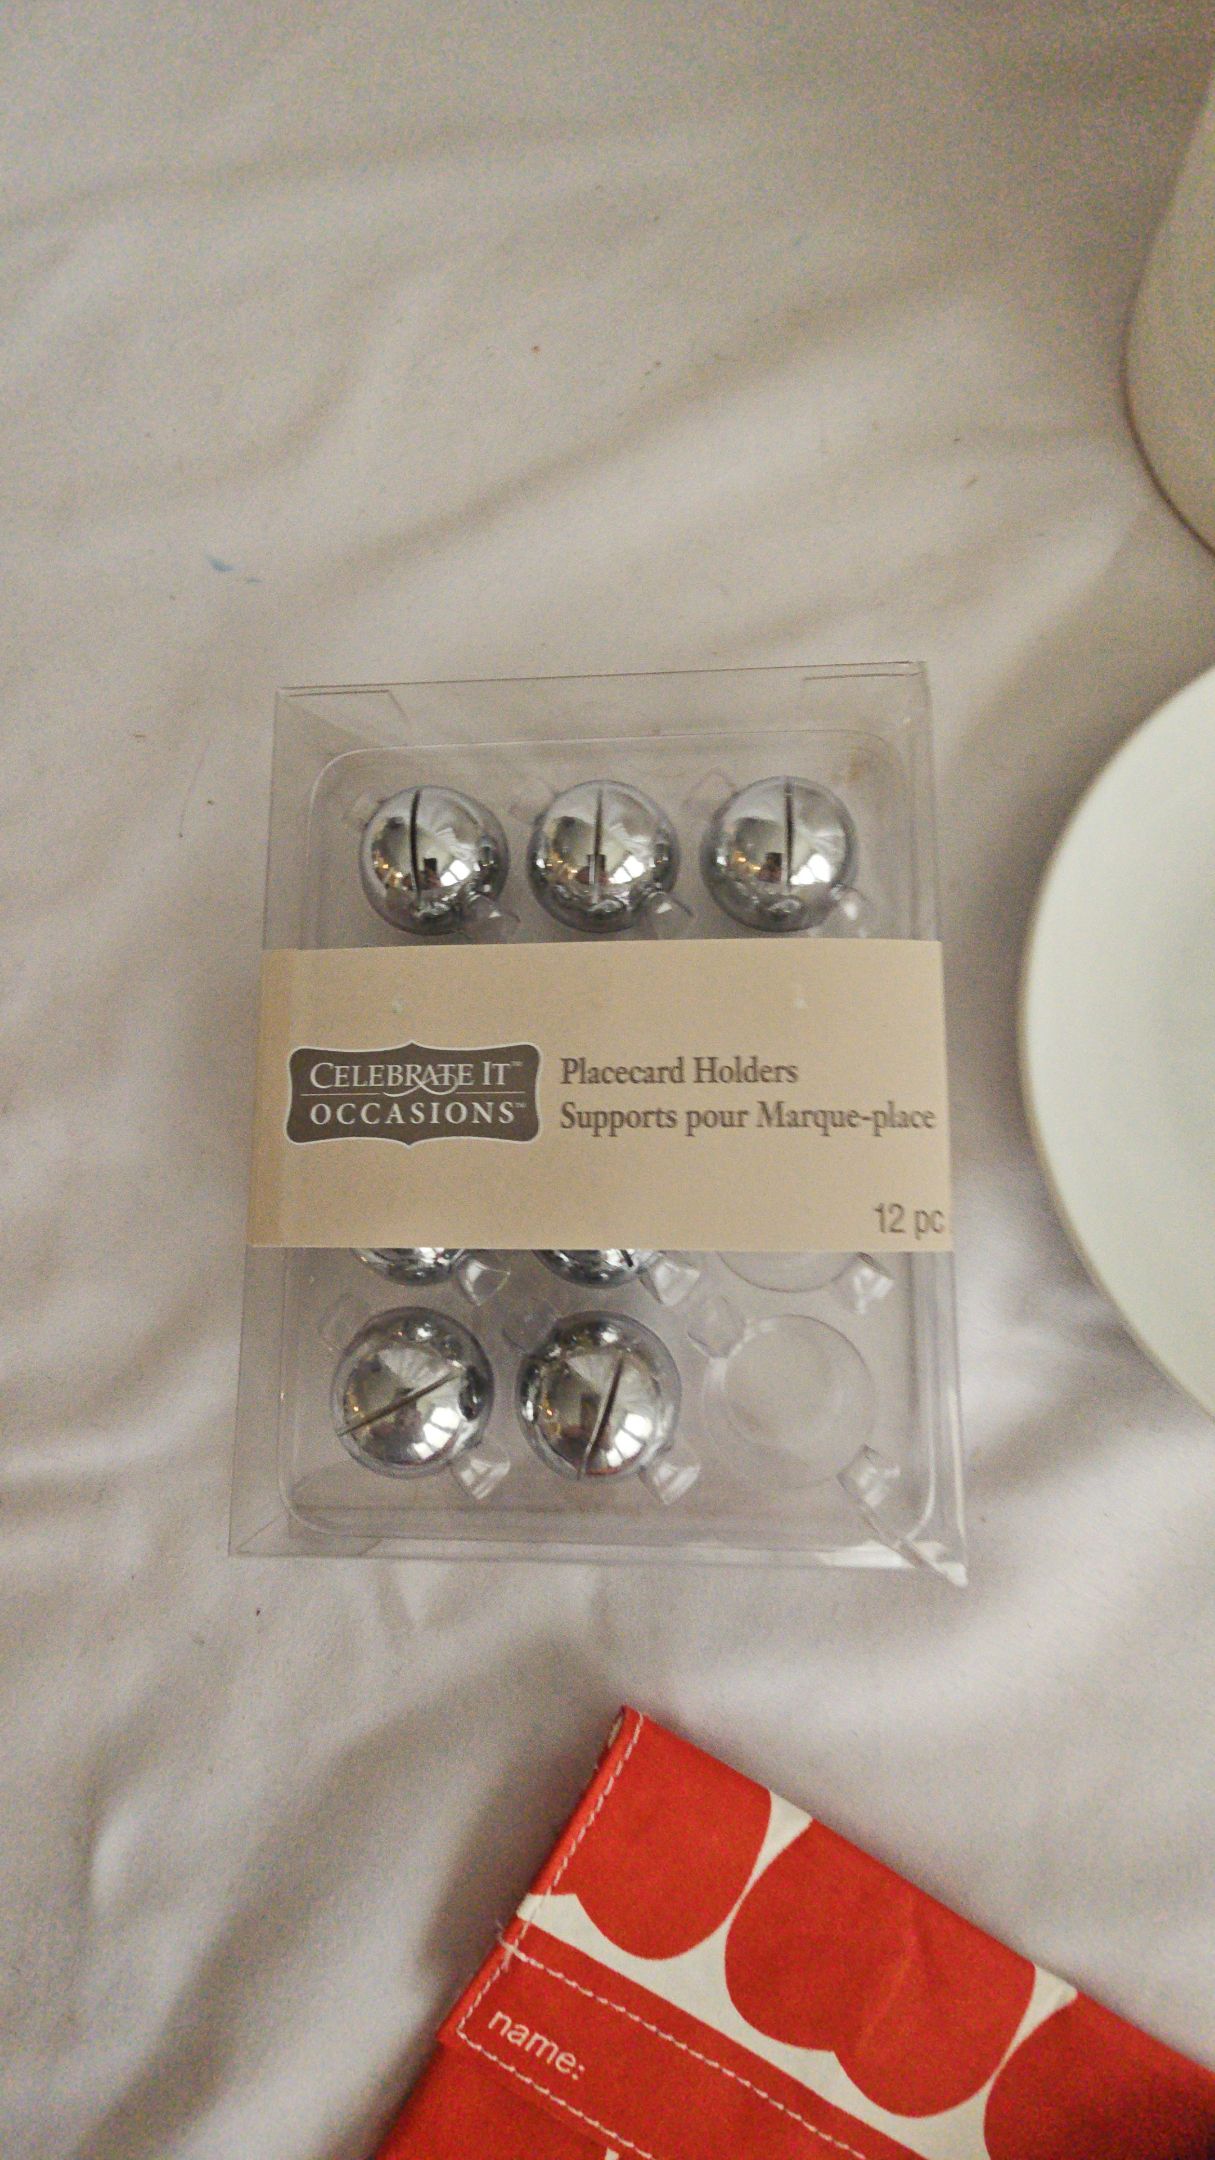 CELEBRATE IT™
OCCASIONS™
Placecard Holders
Supports pour Marque-place
12 pc
name: